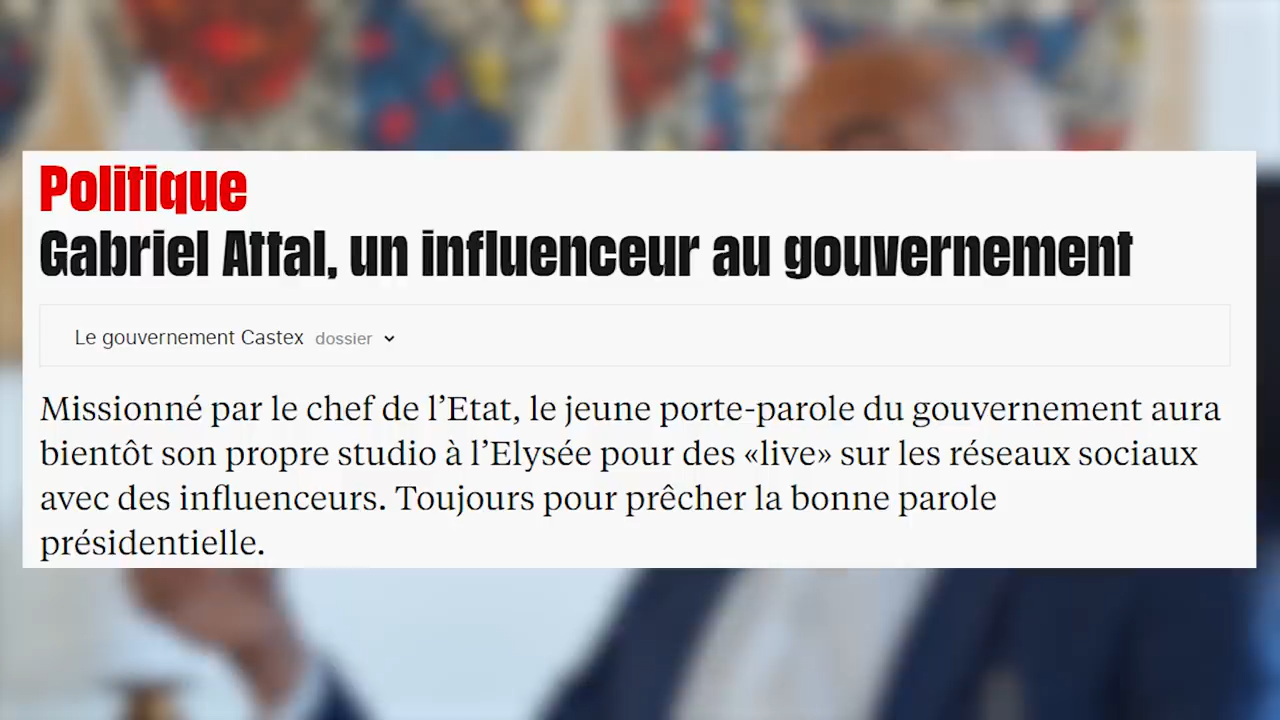 Politique
Gabriel Attal, un influenceur au gouvernement
Le gouvernement Castex dossier
Missionné par le chef de l’Etat, le jeune porte-parole du gouvernement aura
bientôt son propre studio à l’Elysée pour des «live» sur les réseaux sociaux
avec des influenceurs. Toujours pour prêcher la bonne parole
présidentielle.